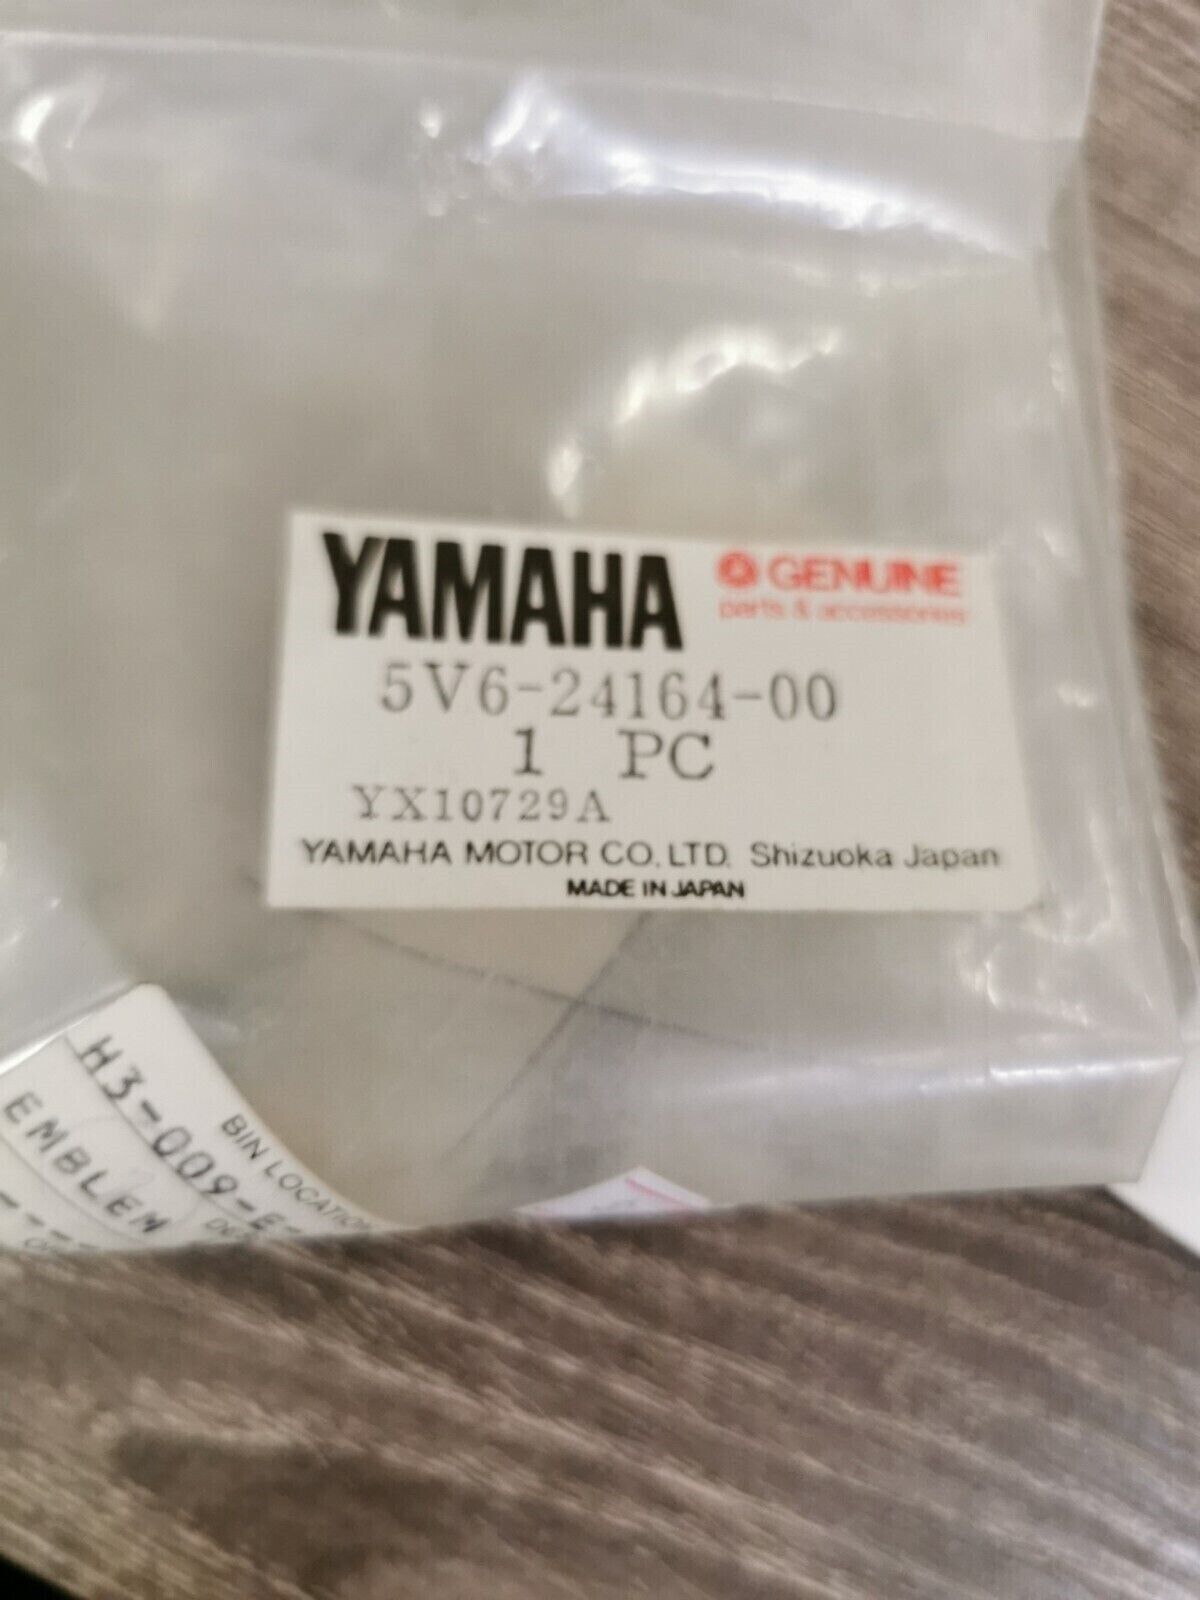 YAMAHA
GENUINE
parts & accessories
5V6-24164-00
1 PC
YX10729A
YAMAHA MOTOR CO., LTD. Shizuoka Japan
MADE IN JAPAN
H3-009-E-
BIN LOCATION
EMBLEM